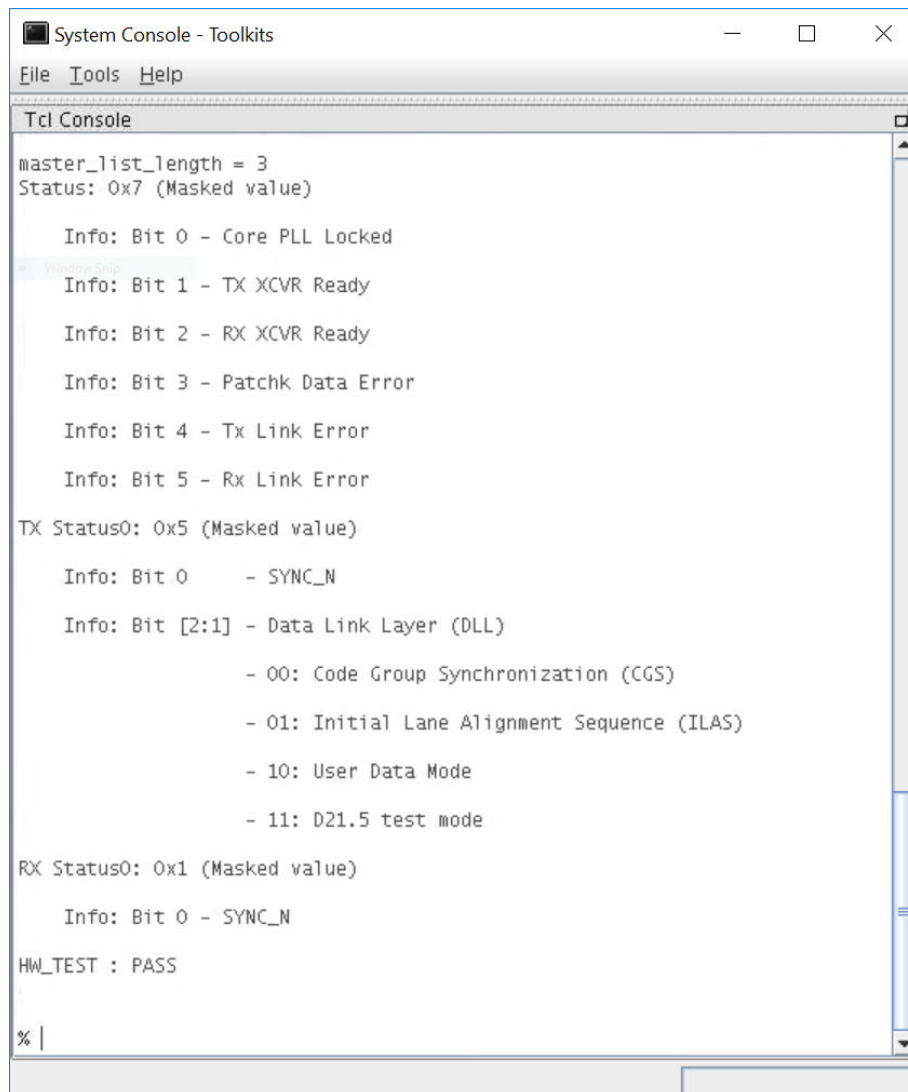 System Console - Toolkits
File Tools Help
Tcl Console
master_list_length = 3
Status: 0x7 (Masked value)
Info: Bit 0 - Core PLL Locked
Window Snip
Info: Bit 1 - TX XCVR Ready
Info: Bit 2 - RX XCVR Ready
Info: Bit 3 - Patchk Data Error
Info: Bit 4 - Tx Link Error
Info: Bit 5 - Rx Link Error
TX Status0: 0x5 (Masked value)
Info: Bit 0 - SYNC_N
Info: Bit [2:1] - Data Link Layer (DLL)
- 00: Code Group Synchronization (CGS)
- 01: Initial Lane Alignment Sequence (ILAS)
- 10: User Data Mode
- 11: D21.5 test mode
RX Status0: 0x1 (Masked value)
Info: Bit 0 - SYNC_N
HW_TEST : PASS
%